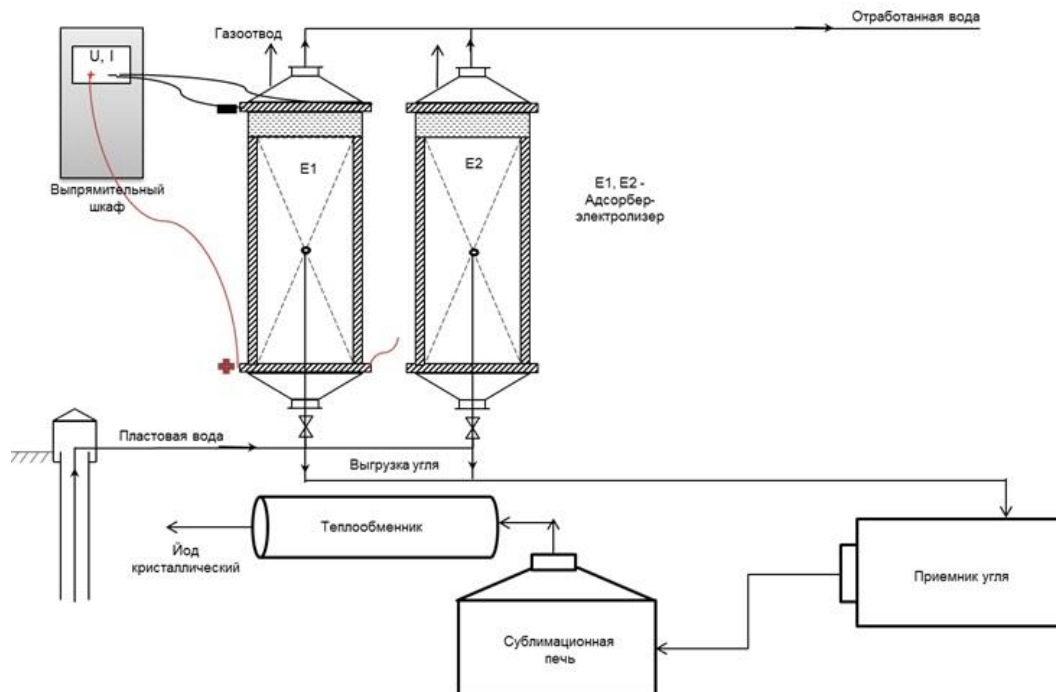 Отработанная вода
Газоотвод
U, I
E1
E2
Выпрямительный
шкаф
E1, E2 -
Адсорбер-
электролизер
Пластовая вода
Выгрузка угля
Теплообменник
Йод
кристаллический
Приемник угля
Сублимационная
печь